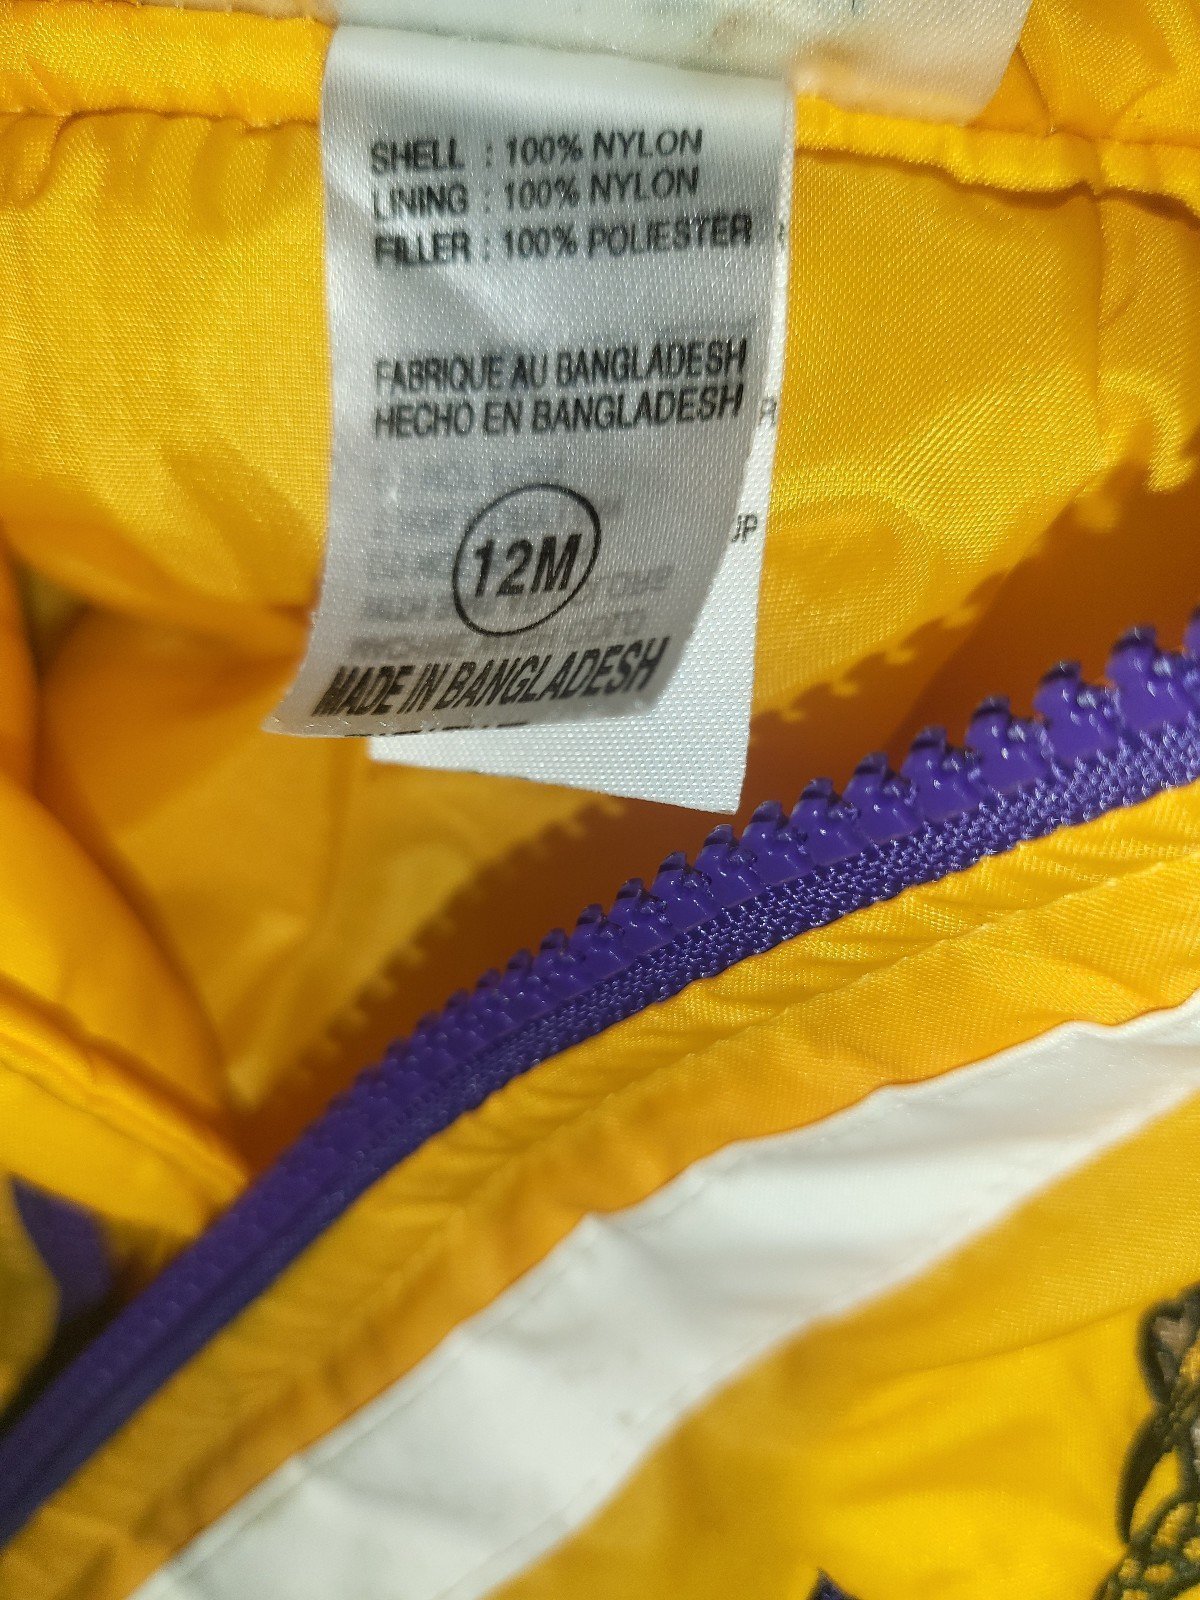 SHELL : 100% NYLON
LINING : 100% NYLON
FILLER : 100% POLIESTER
FABRIQUE AU BANGLADESH
HECHO EN BANGLADESH
12M
MADE IN BANGLADESH